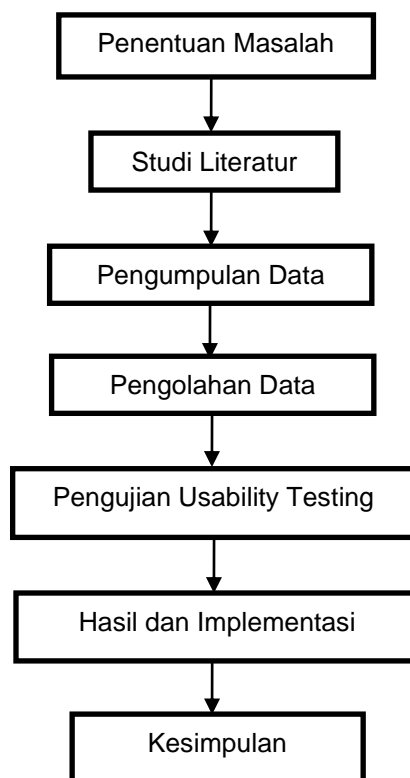 Penentuan Masalah
Studi Literatur
Pengumpulan Data
Pengolahan Data
Pengujian Usability Testing
Hasil dan Implementasi
Kesimpulan